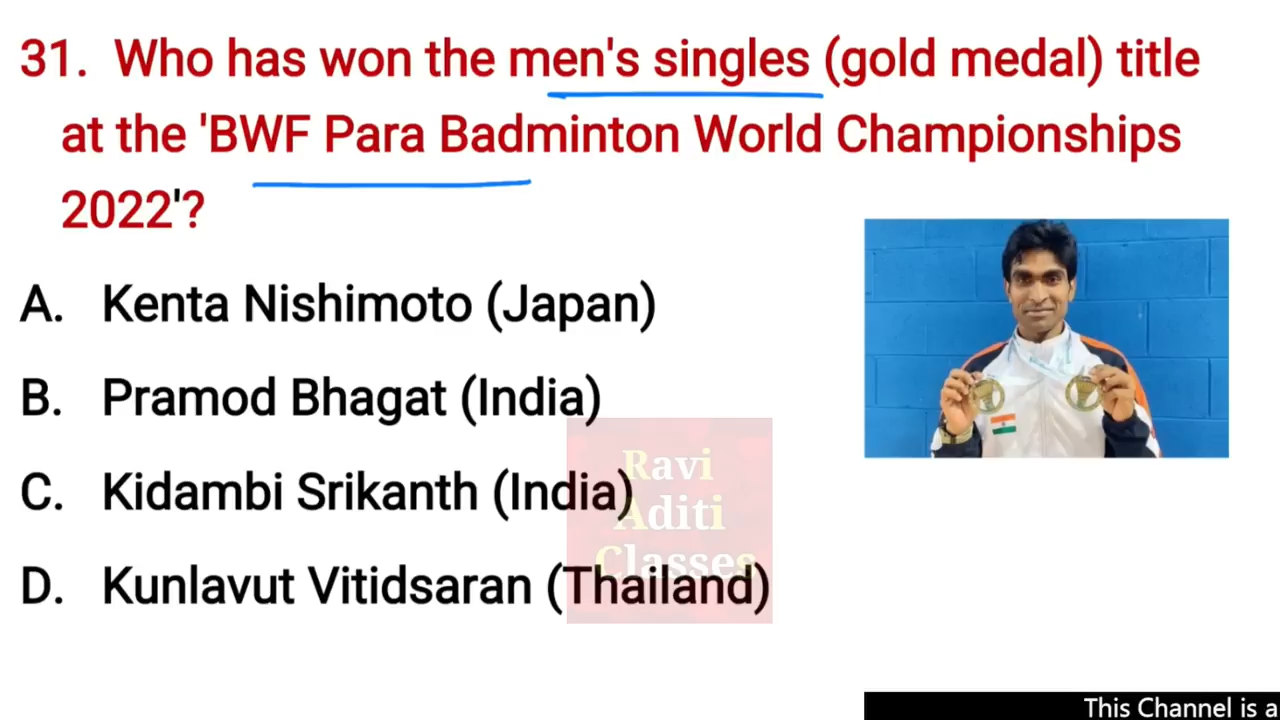 31. Who has won the men's singles (gold medal) title
at the 'BWF Para Badminton World Championships
2022'?
A. Kenta Nishimoto (Japan)
B. Pramod Bhagat (India)
C. Kidambi Srikanth (India)
D. Kunlavut Vitidsaran (Thailand)
Ravi
Aditi
Classes
This Channel is a